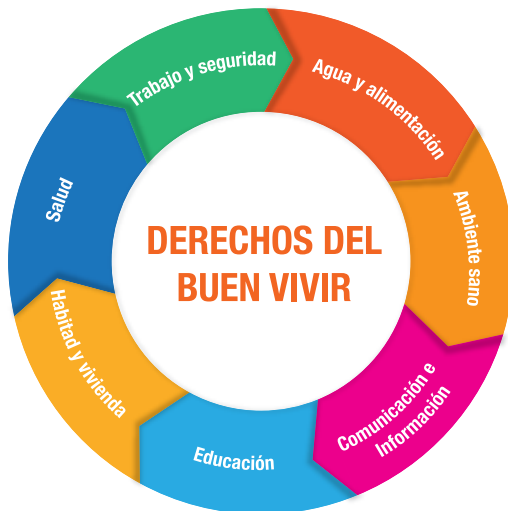 DERECHOS DEL
BUEN VIVIR
Agua y alimentación
Ambiente sano
Comunicación e
Información
Educación
Habitad y vivienda
Salud
Trabajo y seguridad